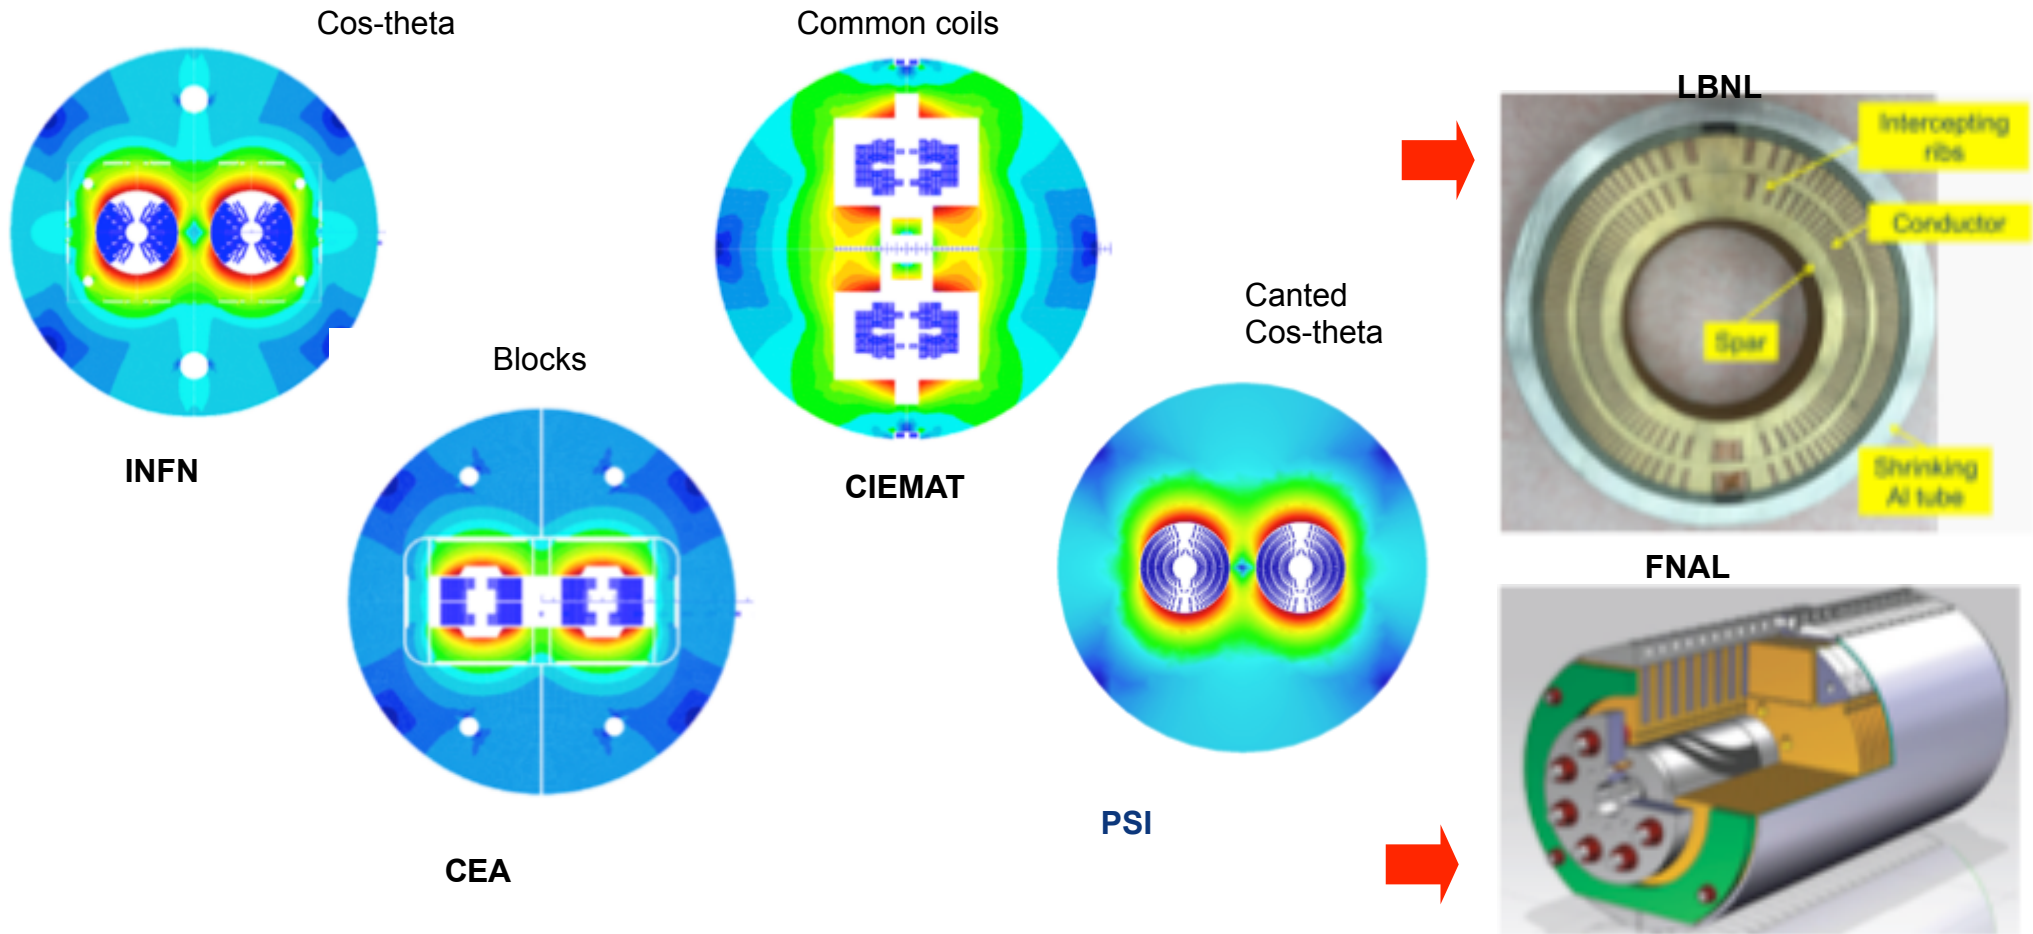 Cos-theta
Common coils
LBNL
Intercepting
ribs
Conductor
Spar
Shrinking
Al tube
Canted
Cos-theta
Blocks
INFN
CIEMAT
FNAL
PSI
CEA